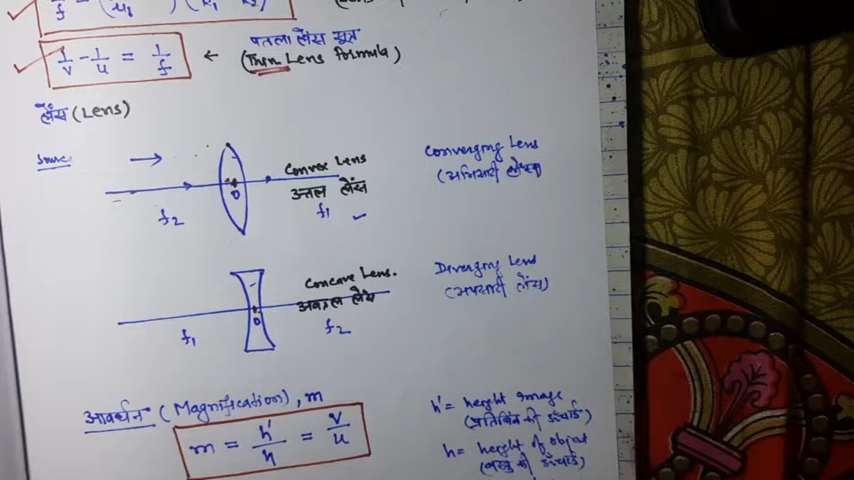 1/f
1/v - 1/u = 1/f ← पतला लेंस सूत्र
(Thin Lens formula)
लेंस (Lens)
→ Convex Lens Converging Lens
O उत्तल लेंस (अभिसारी लेंस)
f2 f1
Concave Lens. Diverging Lens
O अवतल लेंस (अपसारी लेंस)
f1 f2
आवर्धन (Magnification), m
m = h'/h = v/u
h' = height image
(प्रतिबिंब की ऊँचाई)
h = height of object
(वस्तु की ऊँचाई)